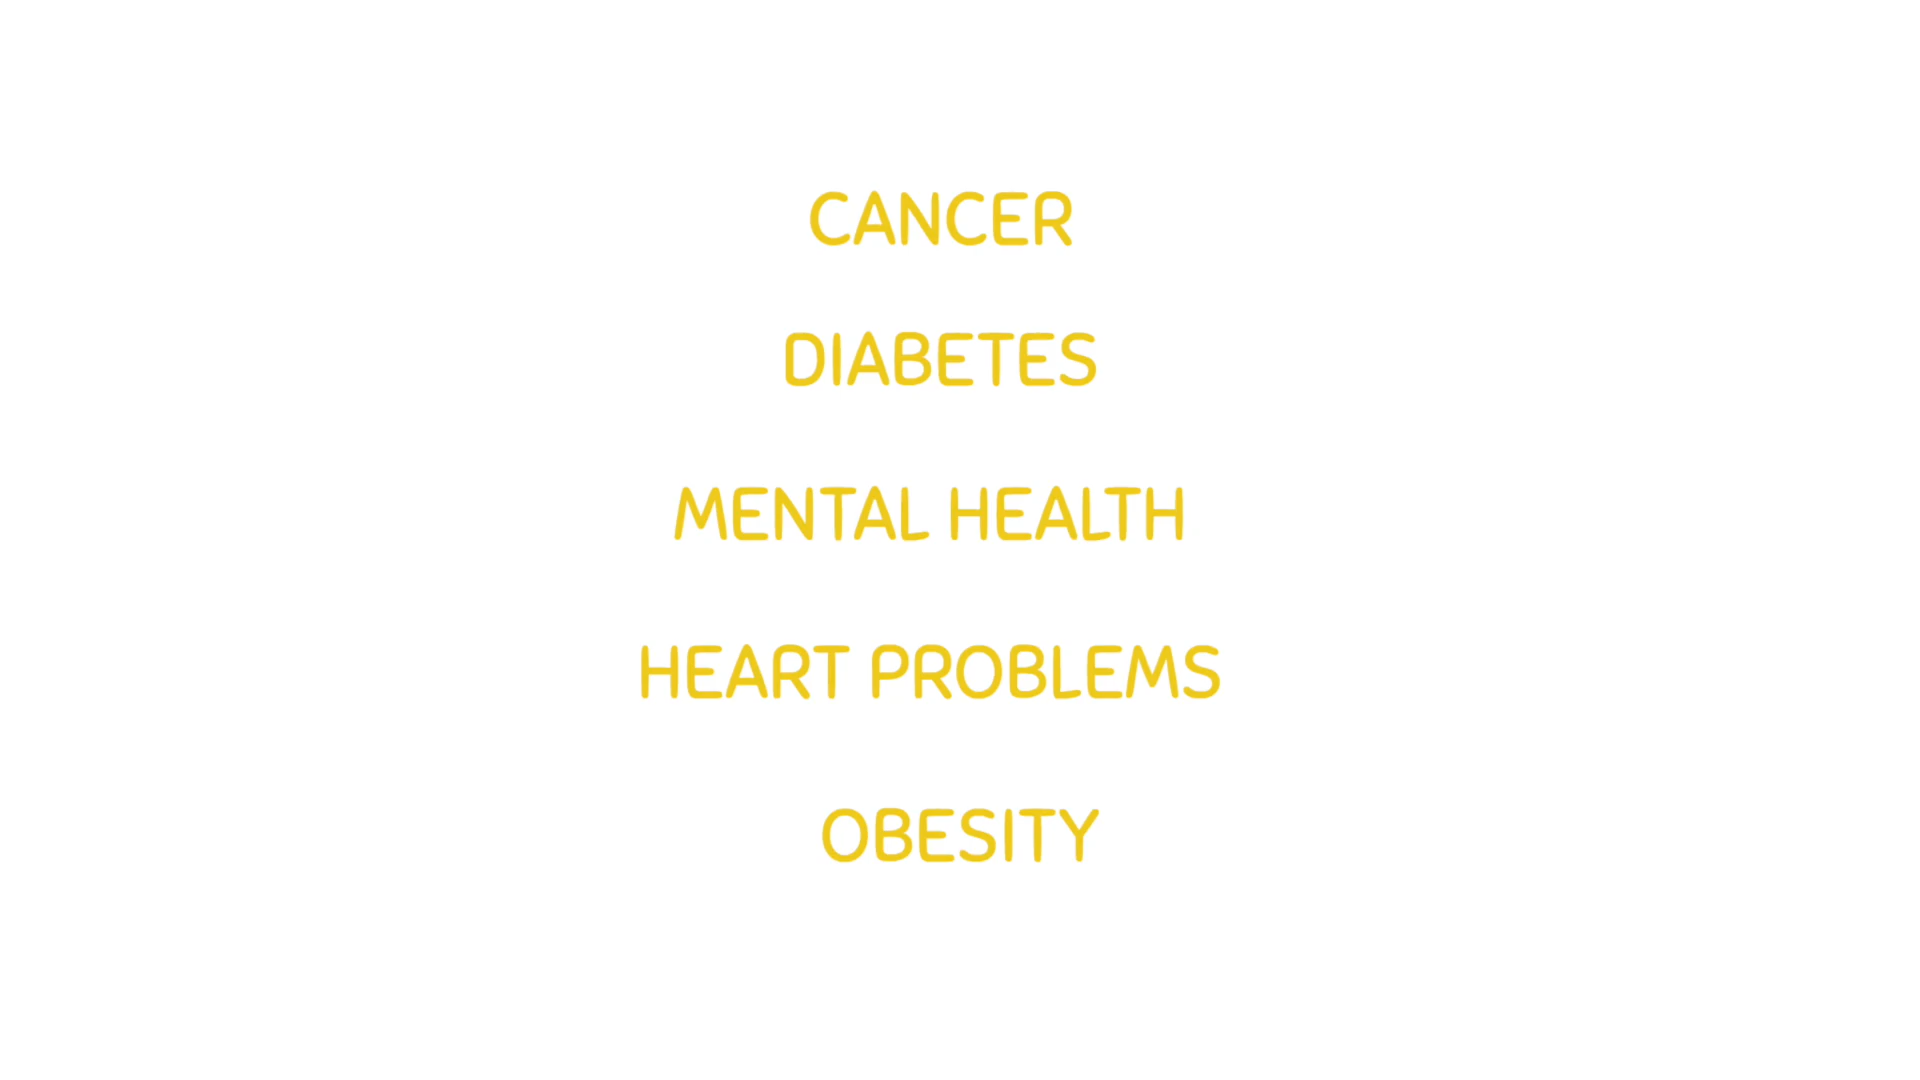 CANCER
DIABETES
MENTAL HEALTH
HEART PROBLEMS
OBESITY